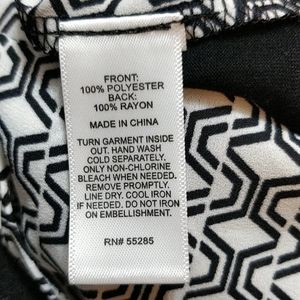 FRONT:
100% POLYESTER
BACK:
100% RAYON
MADE IN CHINA
TURN GARMENT INSIDE
OUT. HAND WASH
COLD SEPARATELY.
ONLY NON-CHLORINE
BLEACH WHEN NEEDED.
REMOVE PROMPTLY.
LINE DRY. COOL IRON
IF NEEDED. DO NOT IRON
ON EMBELLISHMENT.
RN# 55285